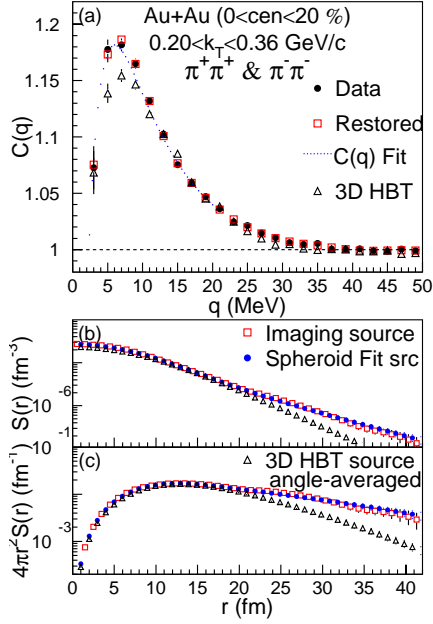 (a) Au+Au (0<cen<20 %)
0.20<k_T<0.36 GeV/c
π⁺π⁺ & π⁻π⁻
Data
Restored
C(q) Fit
3D HBT
C(q)
1.2
1.15
1.1
1.05
1
0 5 10 15 20 25 30 35 40 45 50
q (MeV)
(b)
Imaging source
Spheroid Fit src
S(r) (fm⁻³)
10⁻⁶
10
(c)
3D HBT source
angle-averaged
4πr²S(r) (fm⁻¹)
10⁻¹
10⁻³
0 5 10 15 20 25 30 35 40
r (fm)